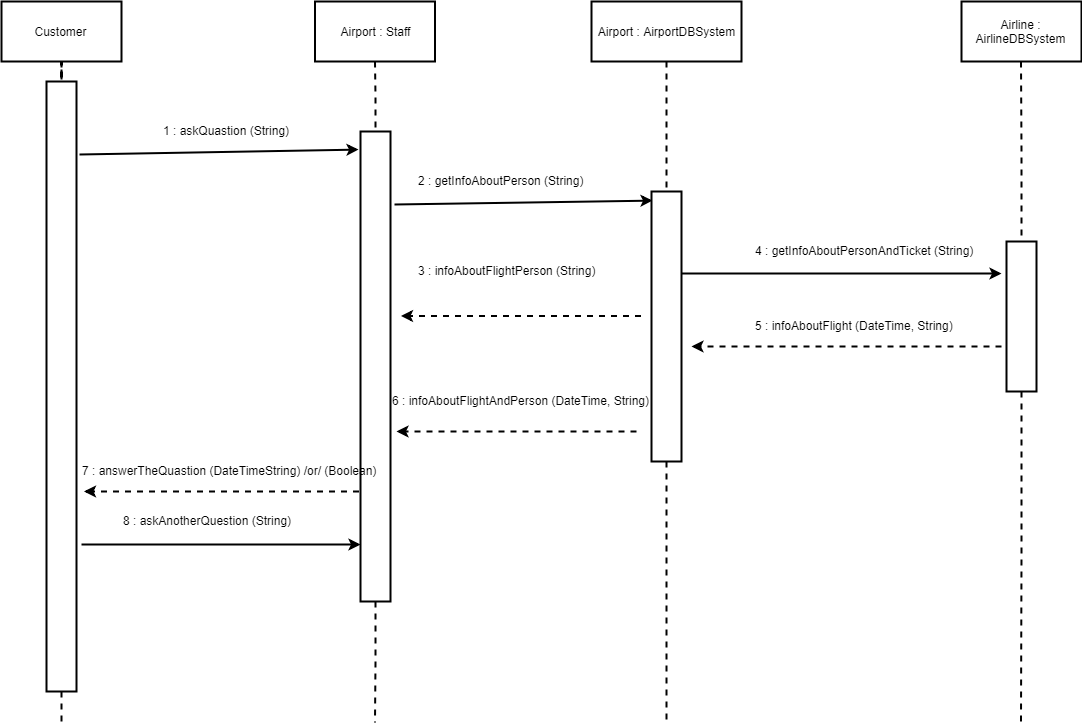 Customer
Airport : Staff
Airport : AirportDBSystem
Airline :
AirlineDBSystem
1 : askQuastion (String)
2 : getInfoAboutPerson (String)
4 : getInfoAboutPersonAndTicket (String)
3 : infoAboutFlightPerson (String)
5 : infoAboutFlight (DateTime, String)
6 : infoAboutFlightAndPerson (DateTime, String)
7 : answerTheQuastion (DateTimeString) /or/ (Boolean)
8 : askAnotherQuestion (String)